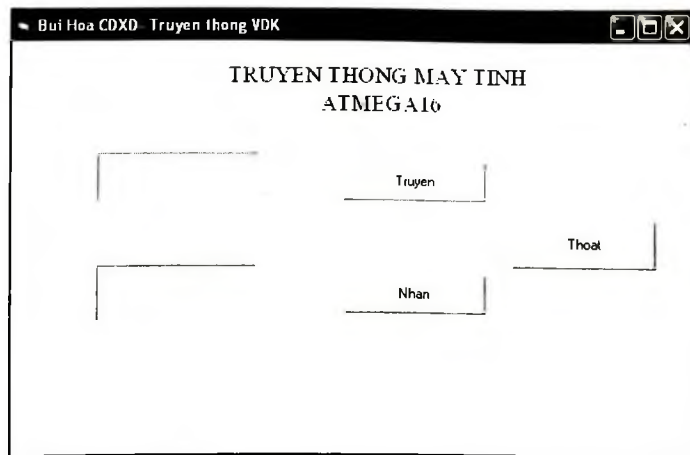 Bui Hoa CDXD- Truyen thong VDK
TRUYEN THONG MAY TINH
ATMEGA16
Truyen
Thoat
Nhan